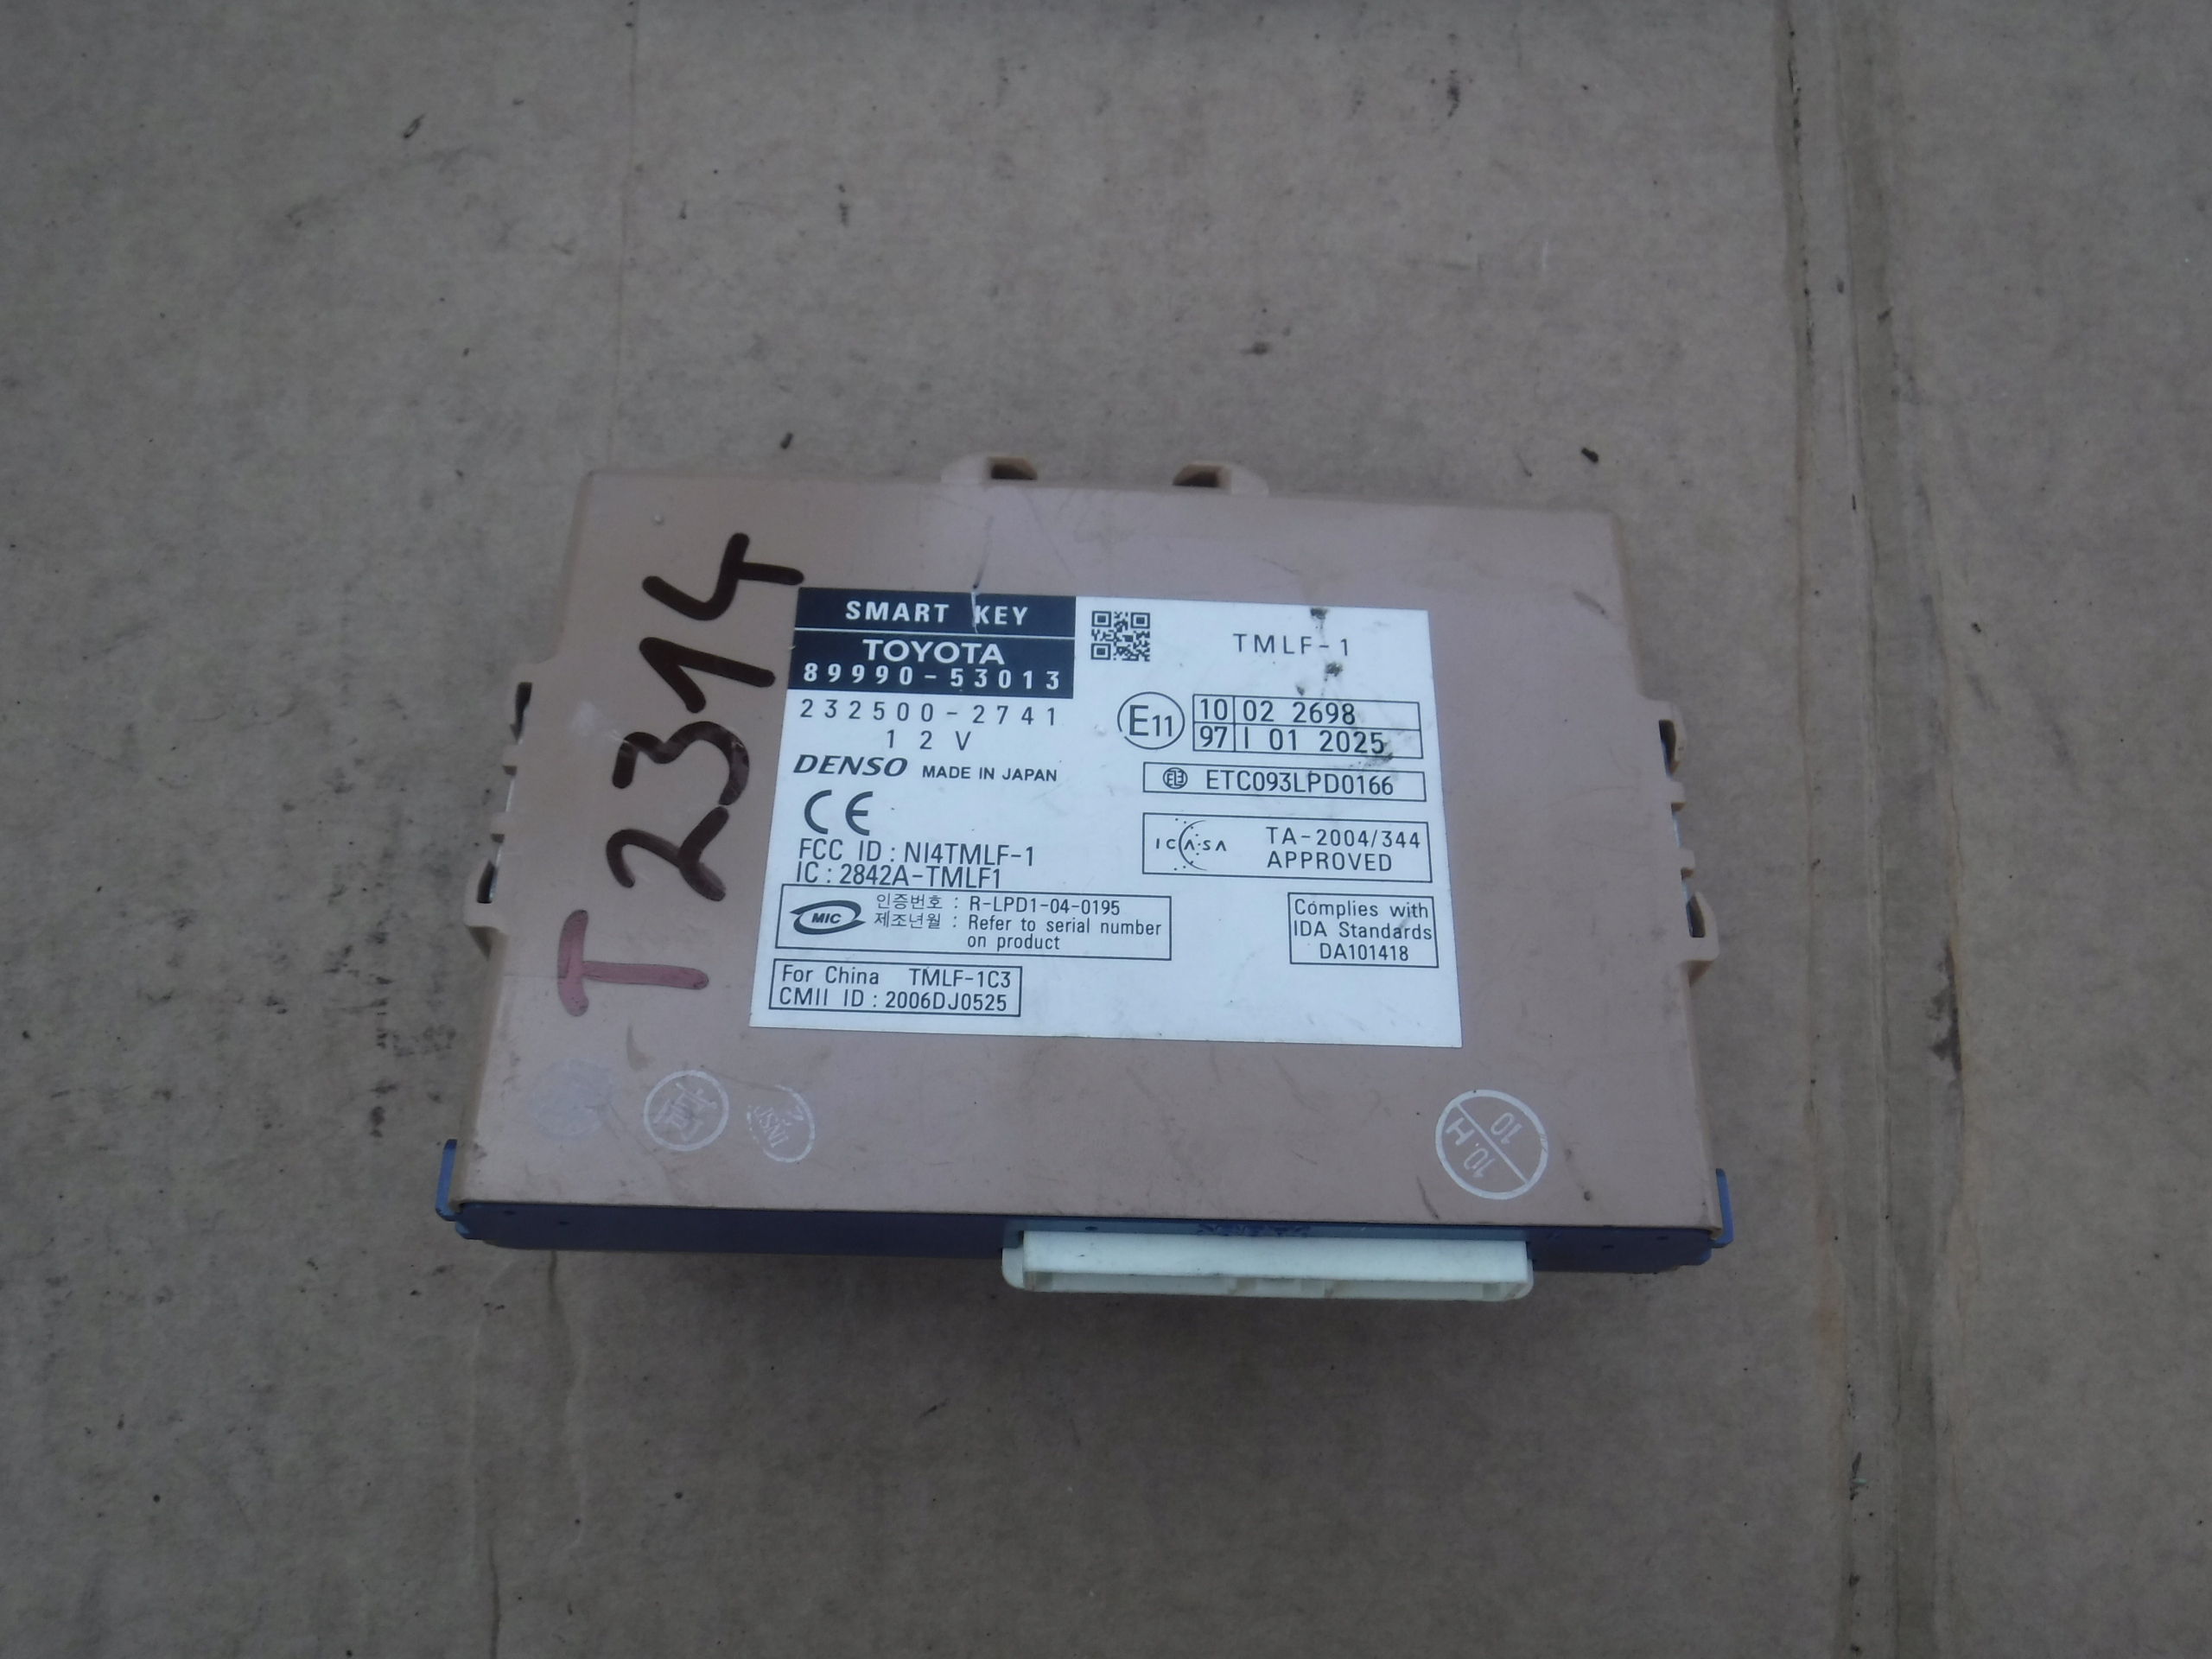 T 2314
SMART KEY
TOYOTA
89990-53013
232500-2741
12V
DENSO MADE IN JAPAN
CE
FCC ID : NI4TMLF-1
IC : 2842A-TMLF1
MIC
인증번호 : R-LPD1-04-0195
제조년월 : Refer to serial number
on product
For China TMLF-1C3
CMII ID : 2006DJ0525
TMLF-1
E11
10 02 2698
97 I 01 2025
ETC093LPD0166
ICASA
TA-2004/344
APPROVED
Complies with
IDA Standards
DA101418
10.H
10